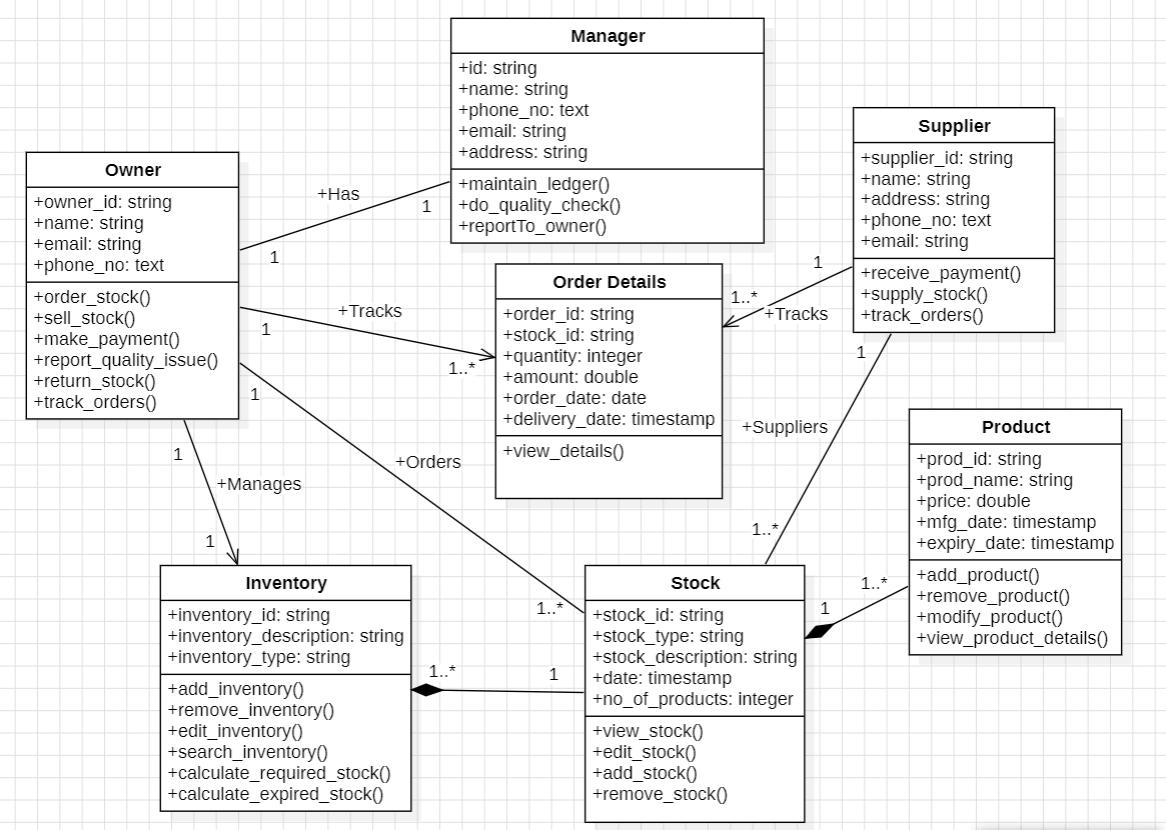 Manager
+id: string
+name: string
+phone_no: text
+email: string
+address: string
+maintain_ledger()
+do_quality_check()
+reportTo_owner()
Supplier
+supplier_id: string
+name: string
+address: string
+phone_no: text
+email: string
+receive_payment()
+supply_stock()
+track_orders()
Owner
+owner_id: string
+name: string
+email: string
+phone_no: text
+order_stock()
+sell_stock()
+make_payment()
+report_quality_issue()
+return_stock()
+track_orders()
+Has
1
1
Order Details
+order_id: string
+stock_id: string
+quantity: integer
+amount: double
+order_date: date
+delivery_date: timestamp
+view_details()
+Tracks
1
1..*
1
1..*
+Tracks
1
+Suppliers
1..*
1
+Orders
1..*
1
+Manages
1
Product
+prod_id: string
+prod_name: string
+price: double
+mfg_date: timestamp
+expiry_date: timestamp
+add_product()
+remove_product()
+modify_product()
+view_product_details()
Inventory
+inventory_id: string
+inventory_description: string
+inventory_type: string
+add_inventory()
+remove_inventory()
+edit_inventory()
+search_inventory()
+calculate_required_stock()
+calculate_expired_stock()
1..*
1
Stock
+stock_id: string
+stock_type: string
+stock_description: string
+date: timestamp
+no_of_products: integer
+view_stock()
+edit_stock()
+add_stock()
+remove_stock()
1
1..*